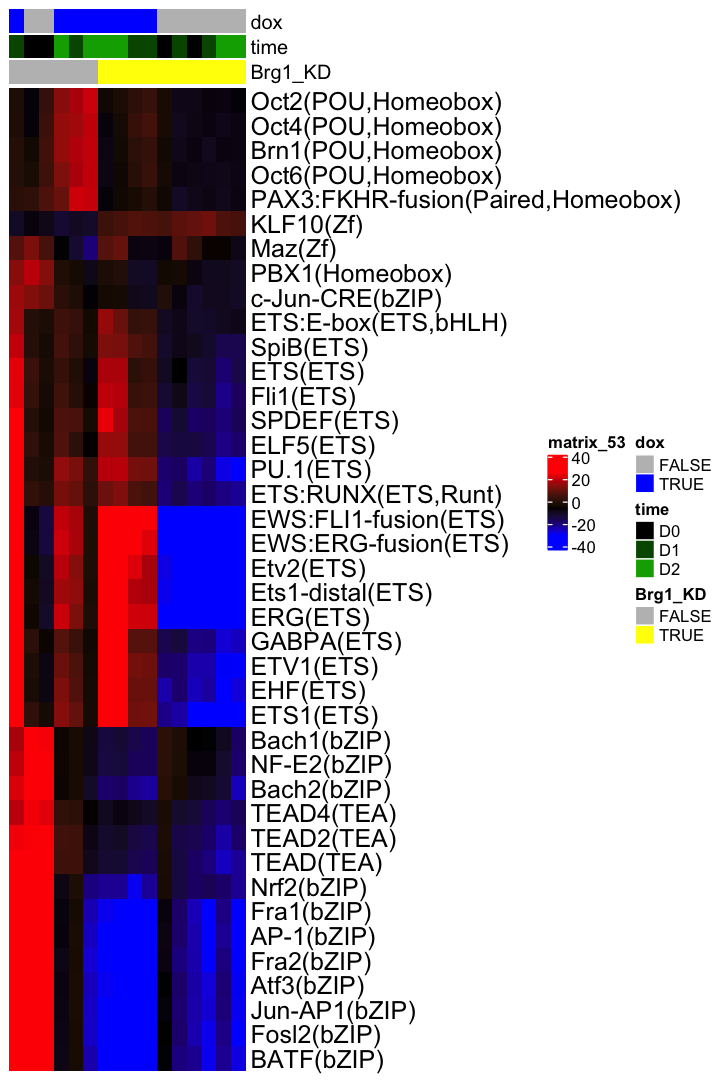 dox
time
Brg1_KD
Oct2(POU,Homeobox)
Oct4(POU,Homeobox)
Brn1(POU,Homeobox)
Oct6(POU,Homeobox)
PAX3:FKHR-fusion(Paired,Homeobox)
KLF10(Zf)
Maz(Zf)
PBX1(Homeobox)
c-Jun-CRE(bZIP)
ETS:E-box(ETS,bHLH)
SpiB(ETS)
ETS(ETS)
Fli1(ETS)
SPDEF(ETS)
ELF5(ETS)
PU.1(ETS)
ETS:RUNX(ETS,Runt)
EWS:FLI1-fusion(ETS)
EWS:ERG-fusion(ETS)
Etv2(ETS)
Ets1-distal(ETS)
ERG(ETS)
GABPA(ETS)
ETV1(ETS)
EHF(ETS)
ETS1(ETS)
Bach1(bZIP)
NF-E2(bZIP)
Bach2(bZIP)
TEAD4(TEA)
TEAD2(TEA)
TEAD(TEA)
Nrf2(bZIP)
Fra1(bZIP)
AP-1(bZIP)
Fra2(bZIP)
Atf3(bZIP)
Jun-AP1(bZIP)
Fosl2(bZIP)
BATF(bZIP)
matrix_53
40
20
0
-20
-40
dox
FALSE
TRUE
time
D0
D1
D2
Brg1_KD
FALSE
TRUE